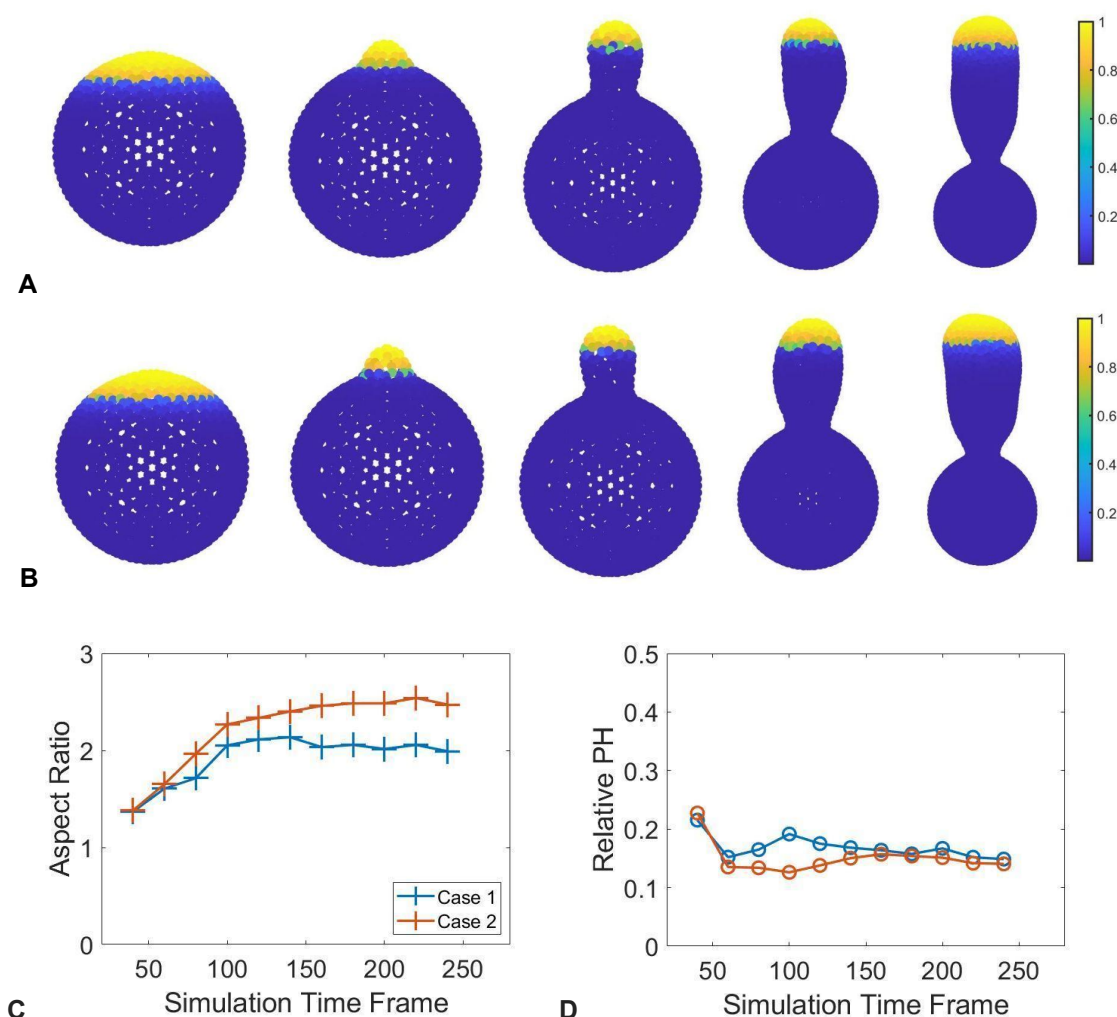 A
1
0.8
0.6
0.4
0.2
B
1
0.8
0.6
0.4
0.2
C
Aspect Ratio
3
2
1
0
50 100 150 200 250
Simulation Time Frame
Case 1
Case 2
D
Relative PH
0.5
0.4
0.3
0.2
0.1
0
50 100 150 200 250
Simulation Time Frame